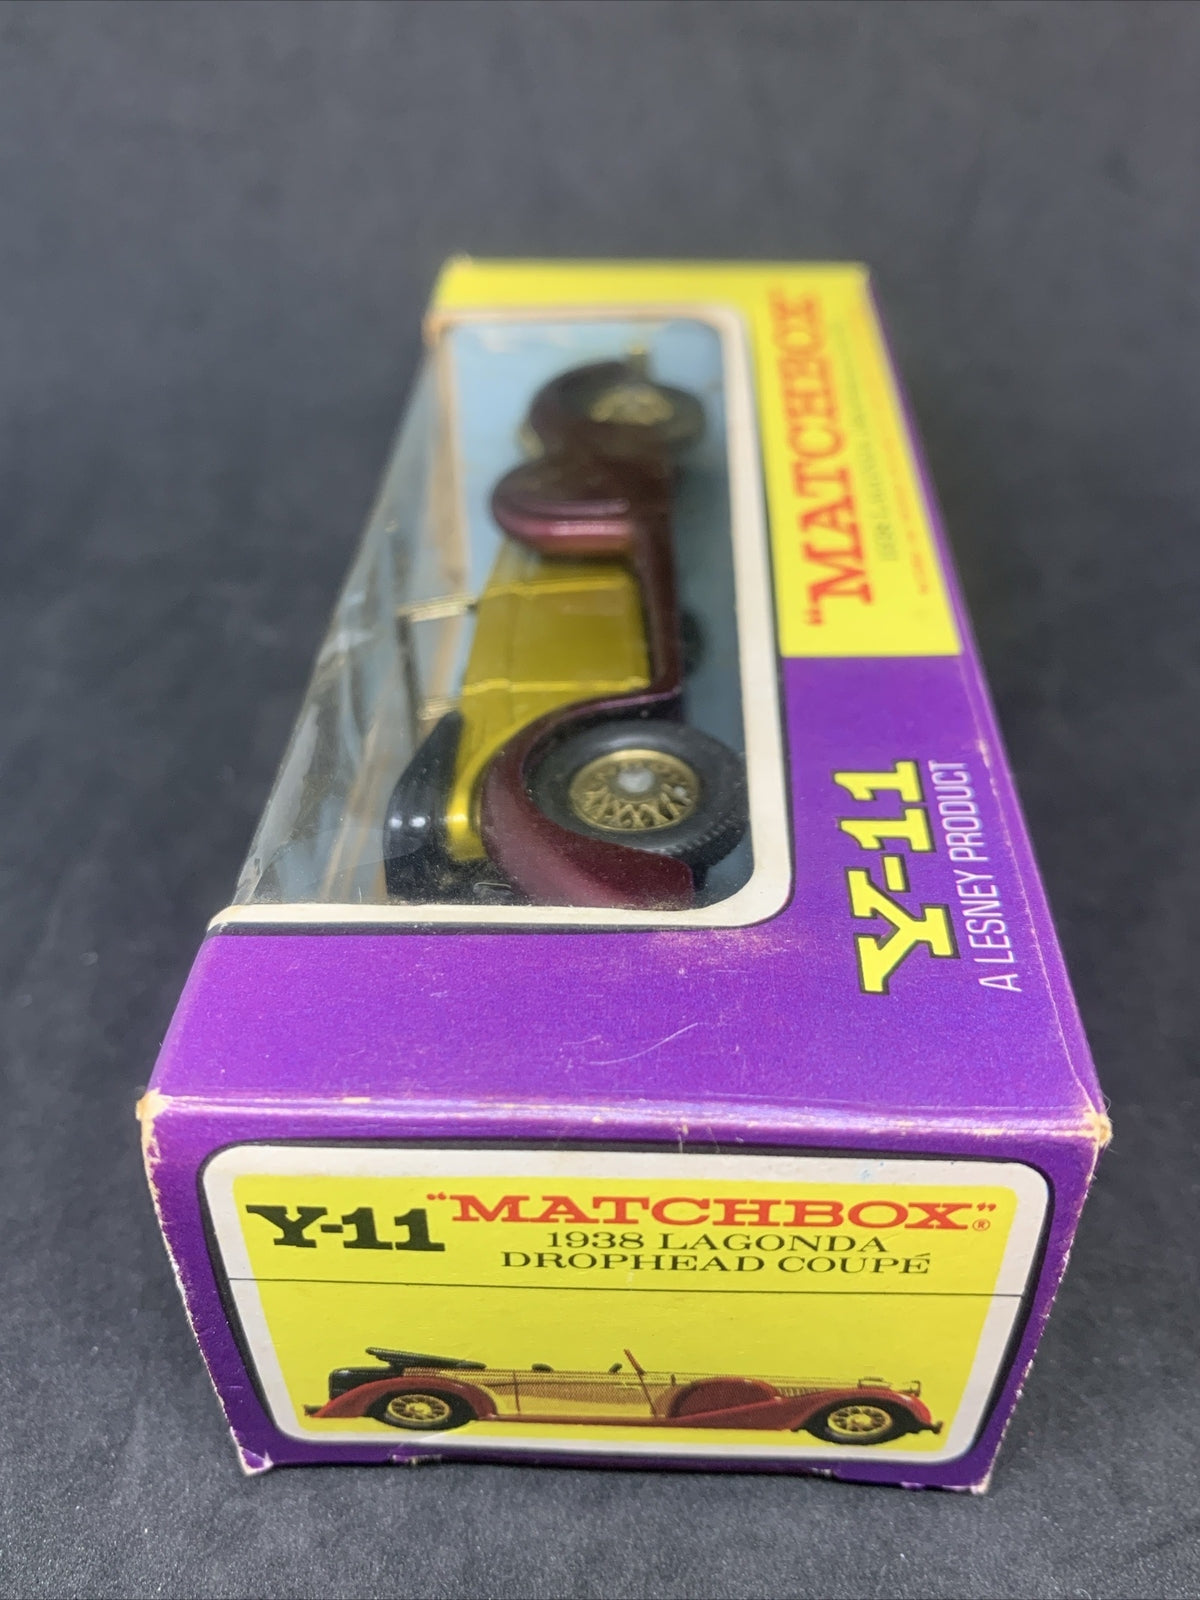 "MATCHBOX"
Y-11
A LESNEY PRODUCT
Y-11 "MATCHBOX"®
1938 LAGONDA
DROPHEAD COUPÉ